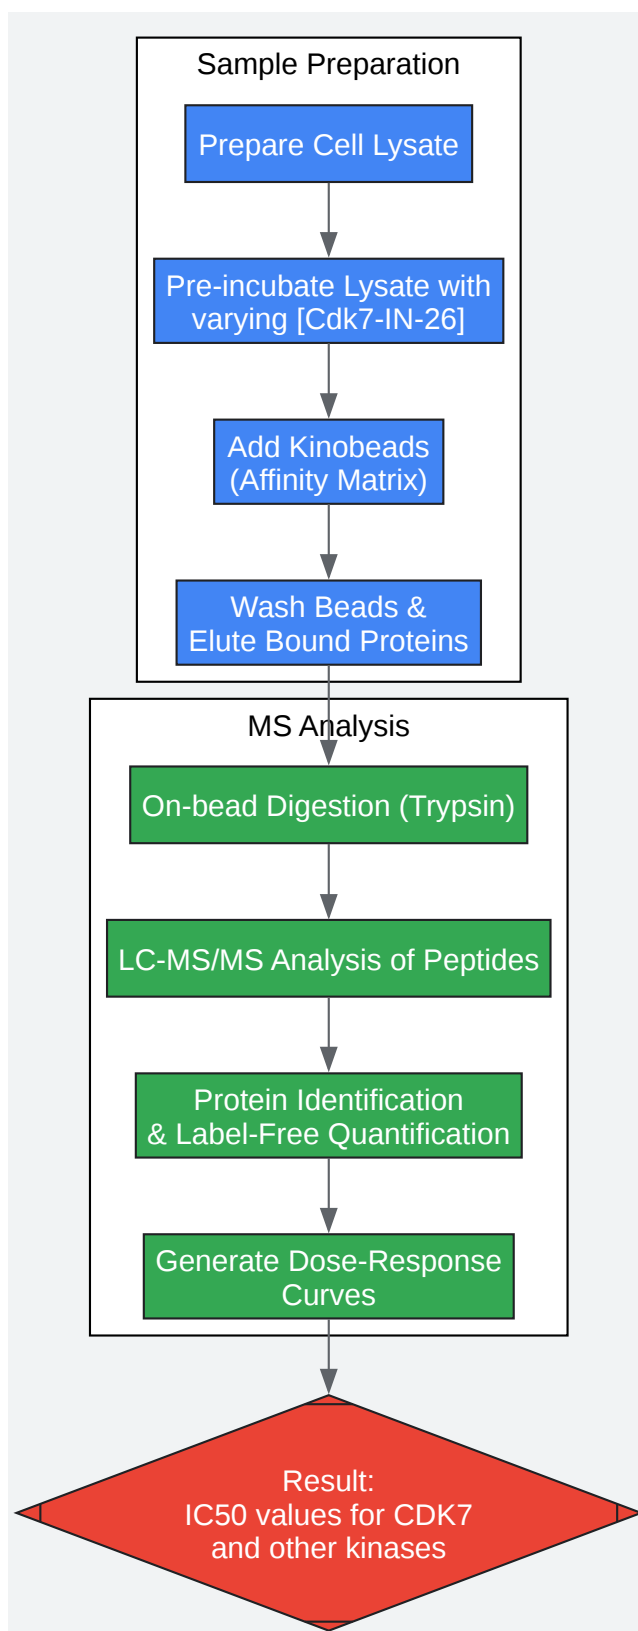 Sample Preparation
Prepare Cell Lysate
Pre-incubate Lysate with
varying [Cdk7-IN-26]
Add Kinobeads
(Affinity Matrix)
Wash Beads &
Elute Bound Proteins
MS Analysis
On-bead Digestion (Trypsin)
LC-MS/MS Analysis of Peptides
Protein Identification
& Label-Free Quantification
Generate Dose-Response
Curves
Result:
IC50 values for CDK7
and other kinases